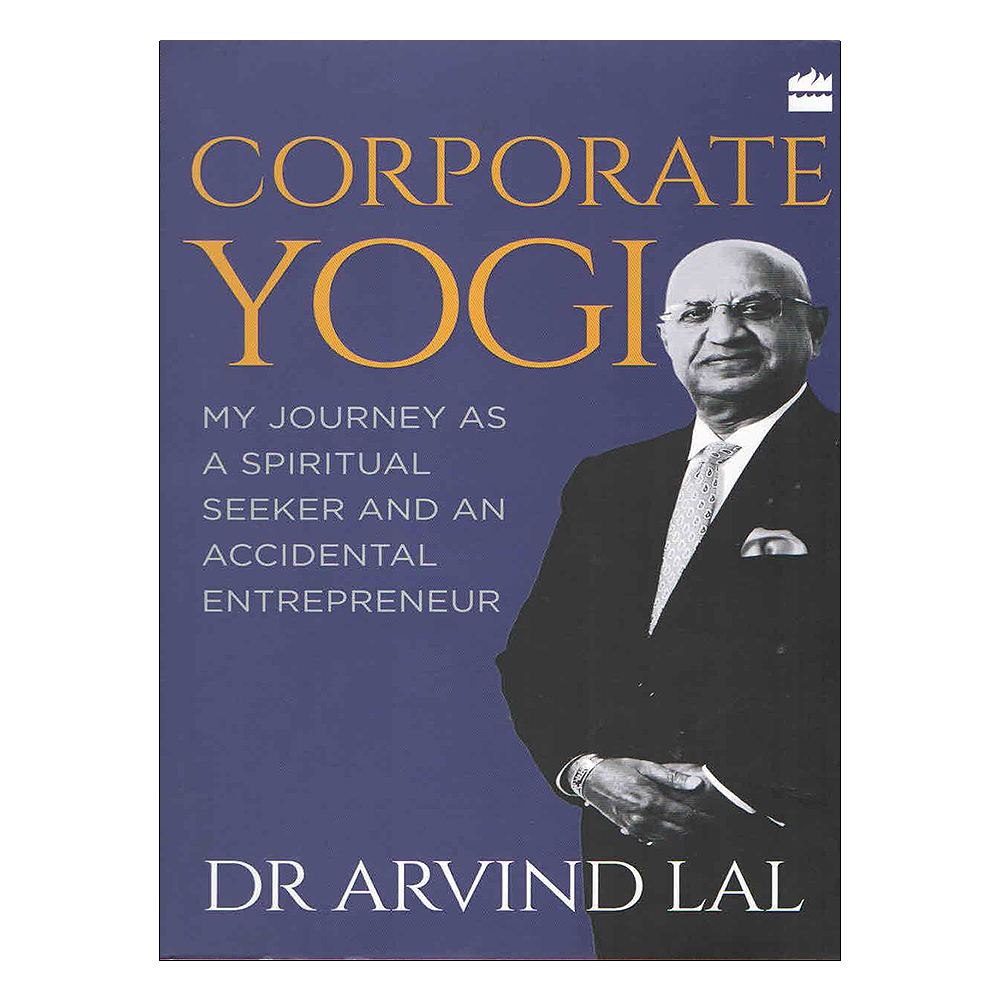 CORPORATE
YOGI
MY JOURNEY AS
A SPIRITUAL
SEEKER AND AN
ACCIDENTAL
ENTREPRENEUR
DR ARVIND LAL